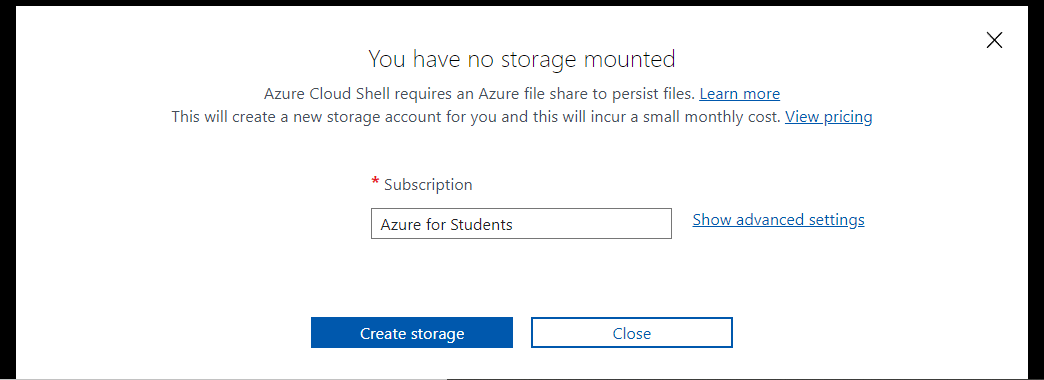 You have no storage mounted
Azure Cloud Shell requires an Azure file share to persist files. Learn more
This will create a new storage account for you and this will incur a small monthly cost. View pricing
* Subscription
Azure for Students
Show advanced settings
Create storage
Close